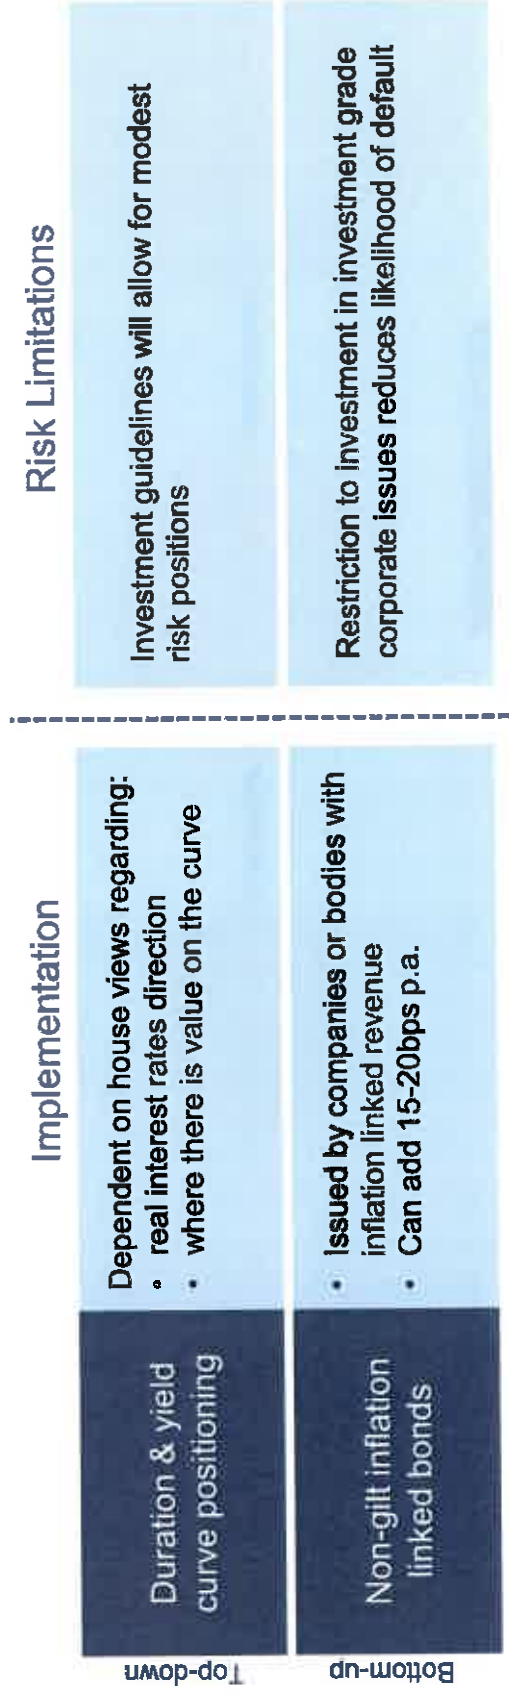 Implementation
Risk Limitations
Top-down
Duration & yield
curve positioning
Dependent on house views regarding:
• real interest rates direction
• where there is value on the curve
Investment guidelines will allow for modest
risk positions
Bottom-up
Non-gilt inflation
linked bonds
• Issued by companies or bodies with
inflation linked revenue
• Can add 15-20bps p.a.
Restriction to investment in investment grade
corporate issues reduces likelihood of default